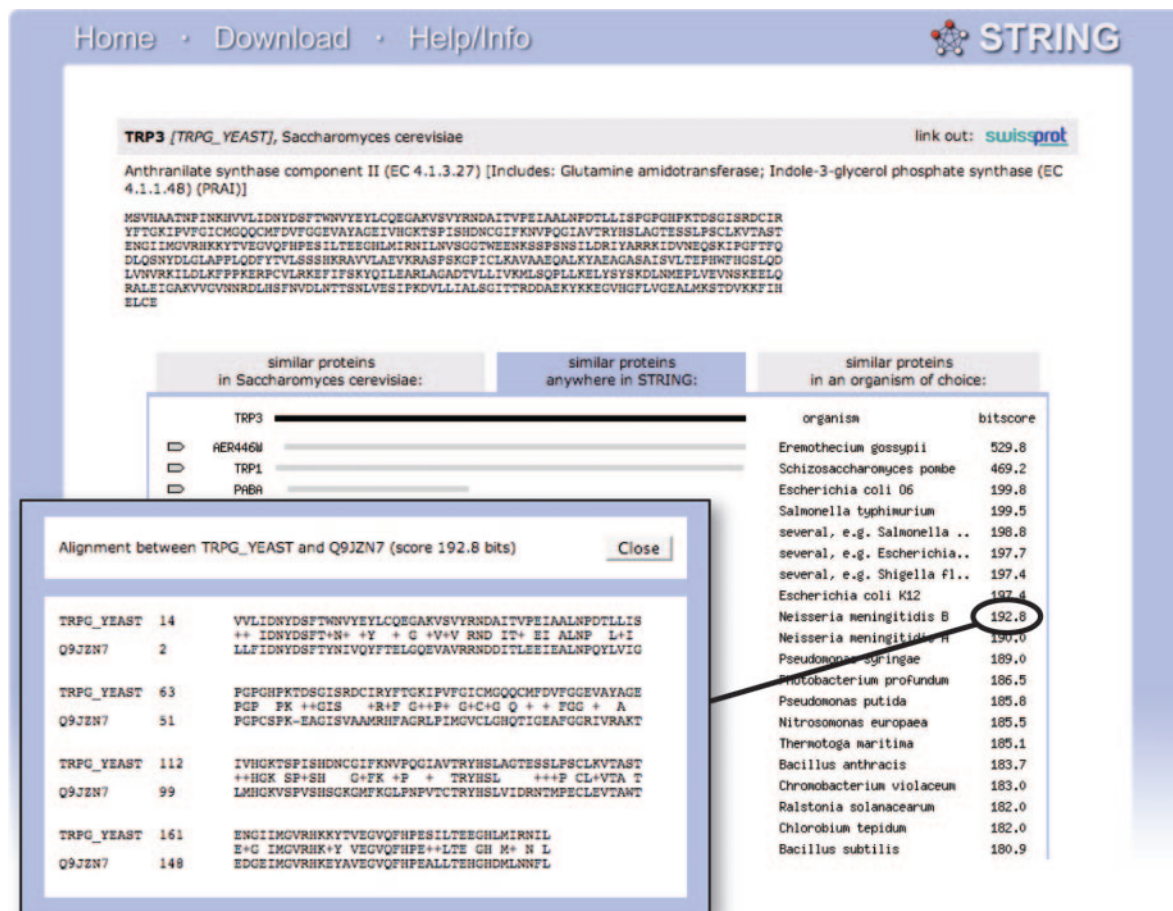 Home · Download · Help/Info
STRING
TRP3 [TRPG_YEAST], Saccharomyces cerevisiae
link out: swissprot
Anthranilate synthase component II (EC 4.1.3.27) [Includes: Glutamine amidotransferase; Indole-3-glycerol phosphate synthase (EC
4.1.1.48) (PRAI)]
MSVHAATNPINKHVVLIDNYDSFTWNVYEYLCQEGAKVSVYRNDAITVPEIAALNPDTLLISPGPGHPKTDSGISRDCIR
YFTGKIPVFGICMGQQCMFDVFGGEVAYAGEIVHGKTSPISHDNCGIFKNVPQGIAVTRYHSLAGTESSLPSCLKVTAST
ENGIIMGVRHKKYTVEGVQFHPESILTEEGHLMIRNILNVSGGTWEENKSSPSNSILDRIYARRKIDVNEQSKIPGFTFQ
DLQSNYDLGLAPPLQDFYTVLSSSHKRAVVLAEVKRASPSKGPICLKAVAAEQALKYAEAGASAISVLTEPHWFHGSLQD
LVNVRKILDLKFPPKERPCVLRKEFIFSKYQILEARLAGADTVLLIVKMLSQPLLKELYSYSKDLNMEPLVEVNSKEELQ
RALEIGAKVVGVNNRDLHSFNVDLNTTSNLVESIPKDVLLIALSGITTRDDAEKYKKEGVHGFLVGEALMKSTDVKKFIH
ELCE
similar proteins
in Saccharomyces cerevisiae:
similar proteins
anywhere in STRING:
similar proteins
in an organism of choice:
TRP3 organism bitscore
AER446W Eremothecium gossypii 529.8
TRP1 Schizosaccharomyces pombe 469.2
PABA Escherichia coli O6 199.8
Salmonella typhimurium 199.5
several, e.g. Salmonella .. 198.8
several, e.g. Escherichia.. 197.7
several, e.g. Shigella fl.. 197.4
Escherichia coli K12 197.4
Neisseria meningitidis B 192.8
Neisseria meningitidis A 190.0
Pseudomonas syringae 189.0
Photobacterium profundum 186.5
Pseudomonas putida 185.8
Nitrosomonas europaea 185.5
Thermotoga maritima 185.1
Bacillus anthracis 183.7
Chromobacterium violaceum 183.0
Ralstonia solanacearum 182.0
Chlorobium tepidum 182.0
Bacillus subtilis 180.9
Alignment between TRPG_YEAST and Q9JZN7 (score 192.8 bits)
Close
TRPG_YEAST 14 VVLIDNYDSFTWNVYEYLCQEGAKVSVYRNDAITVPEIAALNPDTLLIS
++ IDNYDSFT+N+ +Y + G +V+V RND IT+ EI ALNP L+I
Q9JZN7 2 LLFIDNYDSFTYNIVQYFTELGQEVAVRRNDDITLEEIEALNPQYLVIG
TRPG_YEAST 63 PGPGHPKTDSGISRDCIRYFTGKIPVFGICMGQQCMFDVFGGEVAYAGE
PGP PK ++GIS +R+F G++P+ G+C+G Q + + FGG + A
Q9JZN7 51 PGPCSPK-EAGISVAAMRHFAGRLPIMGVCLGHQTIGEAFGGRIVRAKT
TRPG_YEAST 112 IVHGKTSPISHDNCGIFKNVPQGIAVTRYHSLAGTESSLPSCLKVTAST
++HGK SP+SH G+FK +P + TRYHSL +++P CL+VTA T
Q9JZN7 99 LMHGKVSPVSHSGKGMFKGLPNPVTCTRYHSLVIDRNTMPECLEVTAWT
TRPG_YEAST 161 ENGIIMGVRHKKYTVEGVQFHPESILTEEGHLMIRNIL
E+G IMGVRHK+Y VEGVQFHPE++LTE GH M+ N L
Q9JZN7 148 EDGEIMGVRHKEYAVEGVQFHPEALLTEHGHDMLNNFL